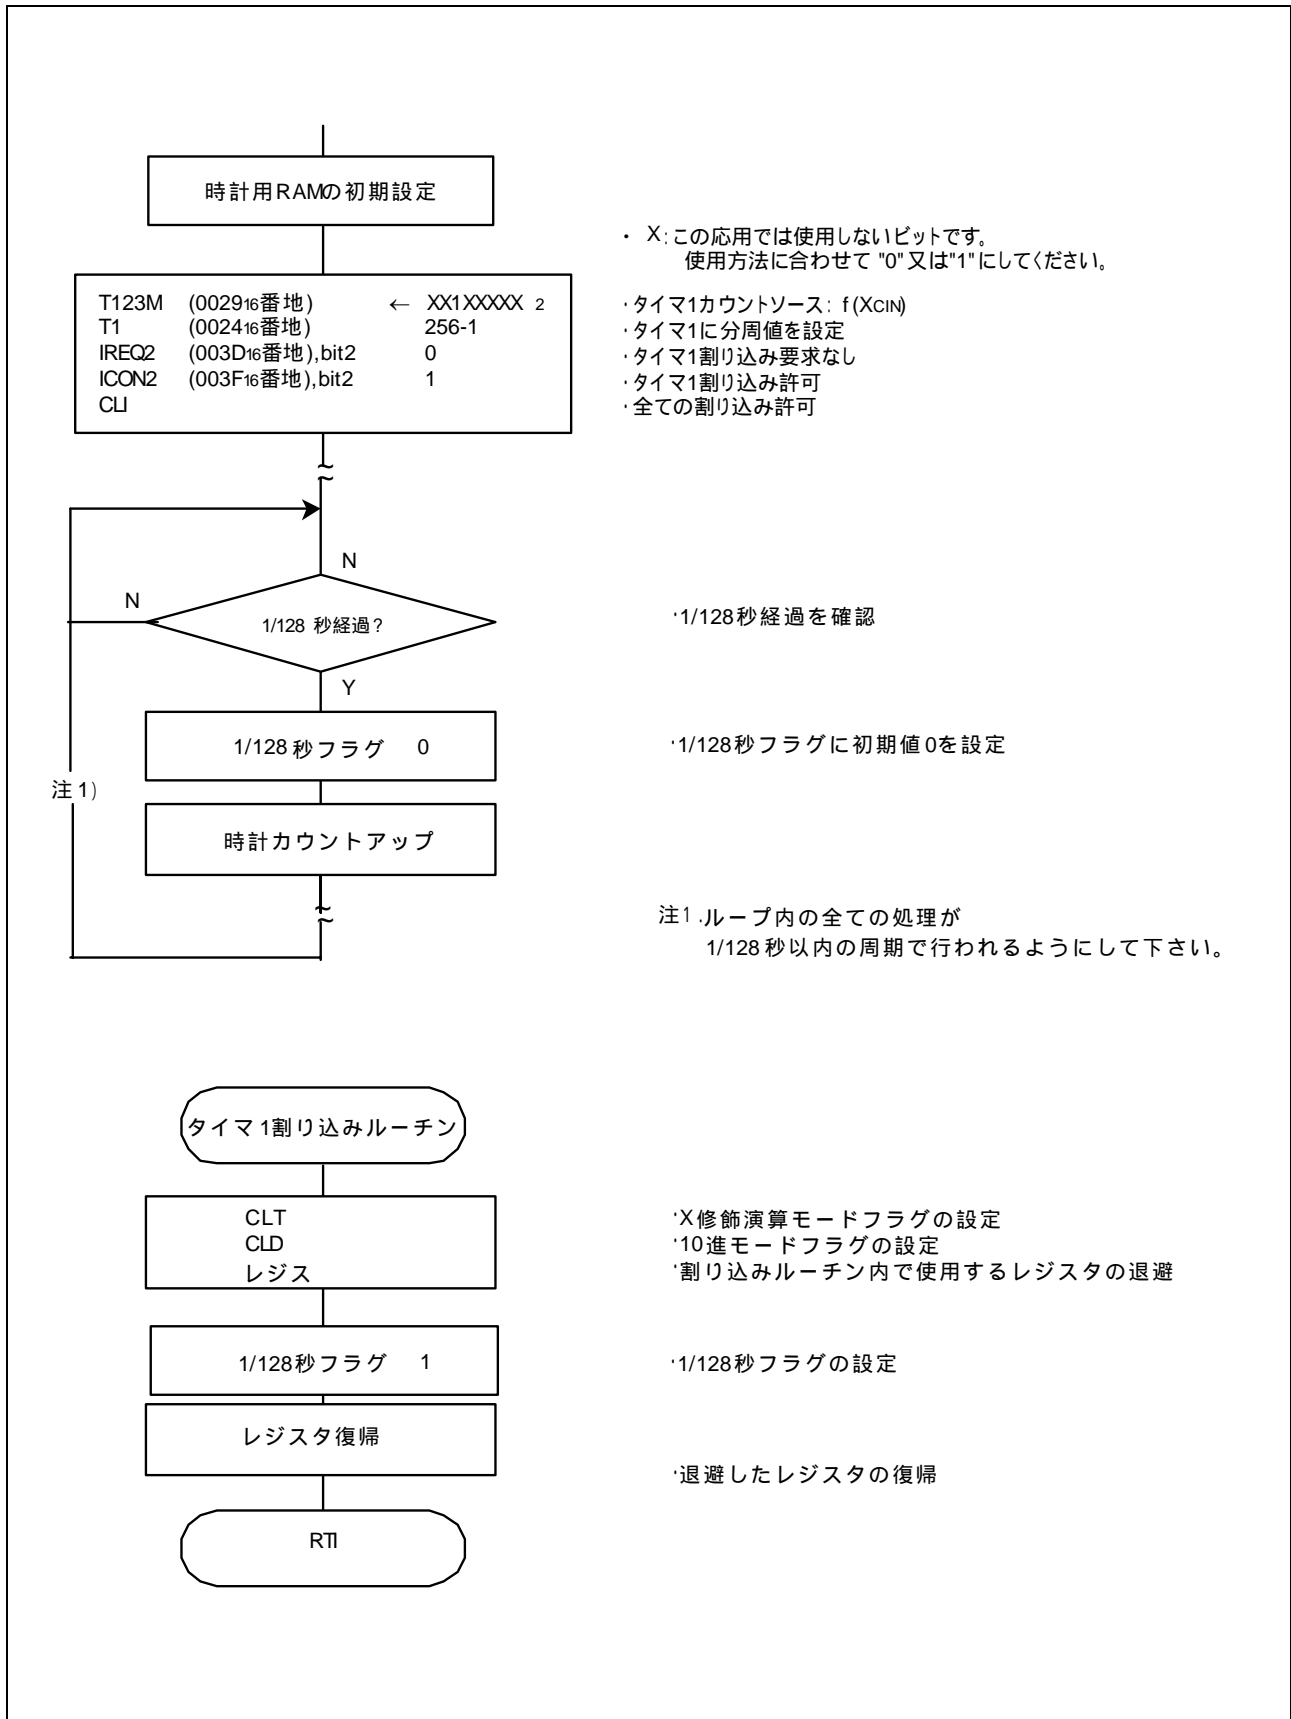 時計用RAMの初期設定
・ X:この応用では使用しないビットです。
使用方法に合わせて "0"又は"1"にしてください。
T123M (002916番地) ← XX1XXXXX 2
・タイマ1カウントソース: f(XCIN)
T1 (002416番地) 256-1
・タイマ1に分周値を設定
IREQ2 (003D16番地),bit2 0
・タイマ1割り込み要求なし
ICON2 (003F16番地),bit2 1
・タイマ1割り込み許可
CLI
・全ての割り込み許可
N
N
1/128 秒経過?
・1/128秒経過を確認
Y
1/128秒フラグ 0
・1/128秒フラグに初期値0を設定
注1)
時計カウントアップ
注1.ループ内の全ての処理が
1/128秒以内の周期で行われるようにして下さい。
タイマ1割り込みルーチン
CLT
・X修飾演算モードフラグの設定
CLD
・10進モードフラグの設定
レジス
・割り込みルーチン内で使用するレジスタの退避
1/128秒フラグ 1
・1/128秒フラグの設定
レジスタ復帰
・退避したレジスタの復帰
RTI